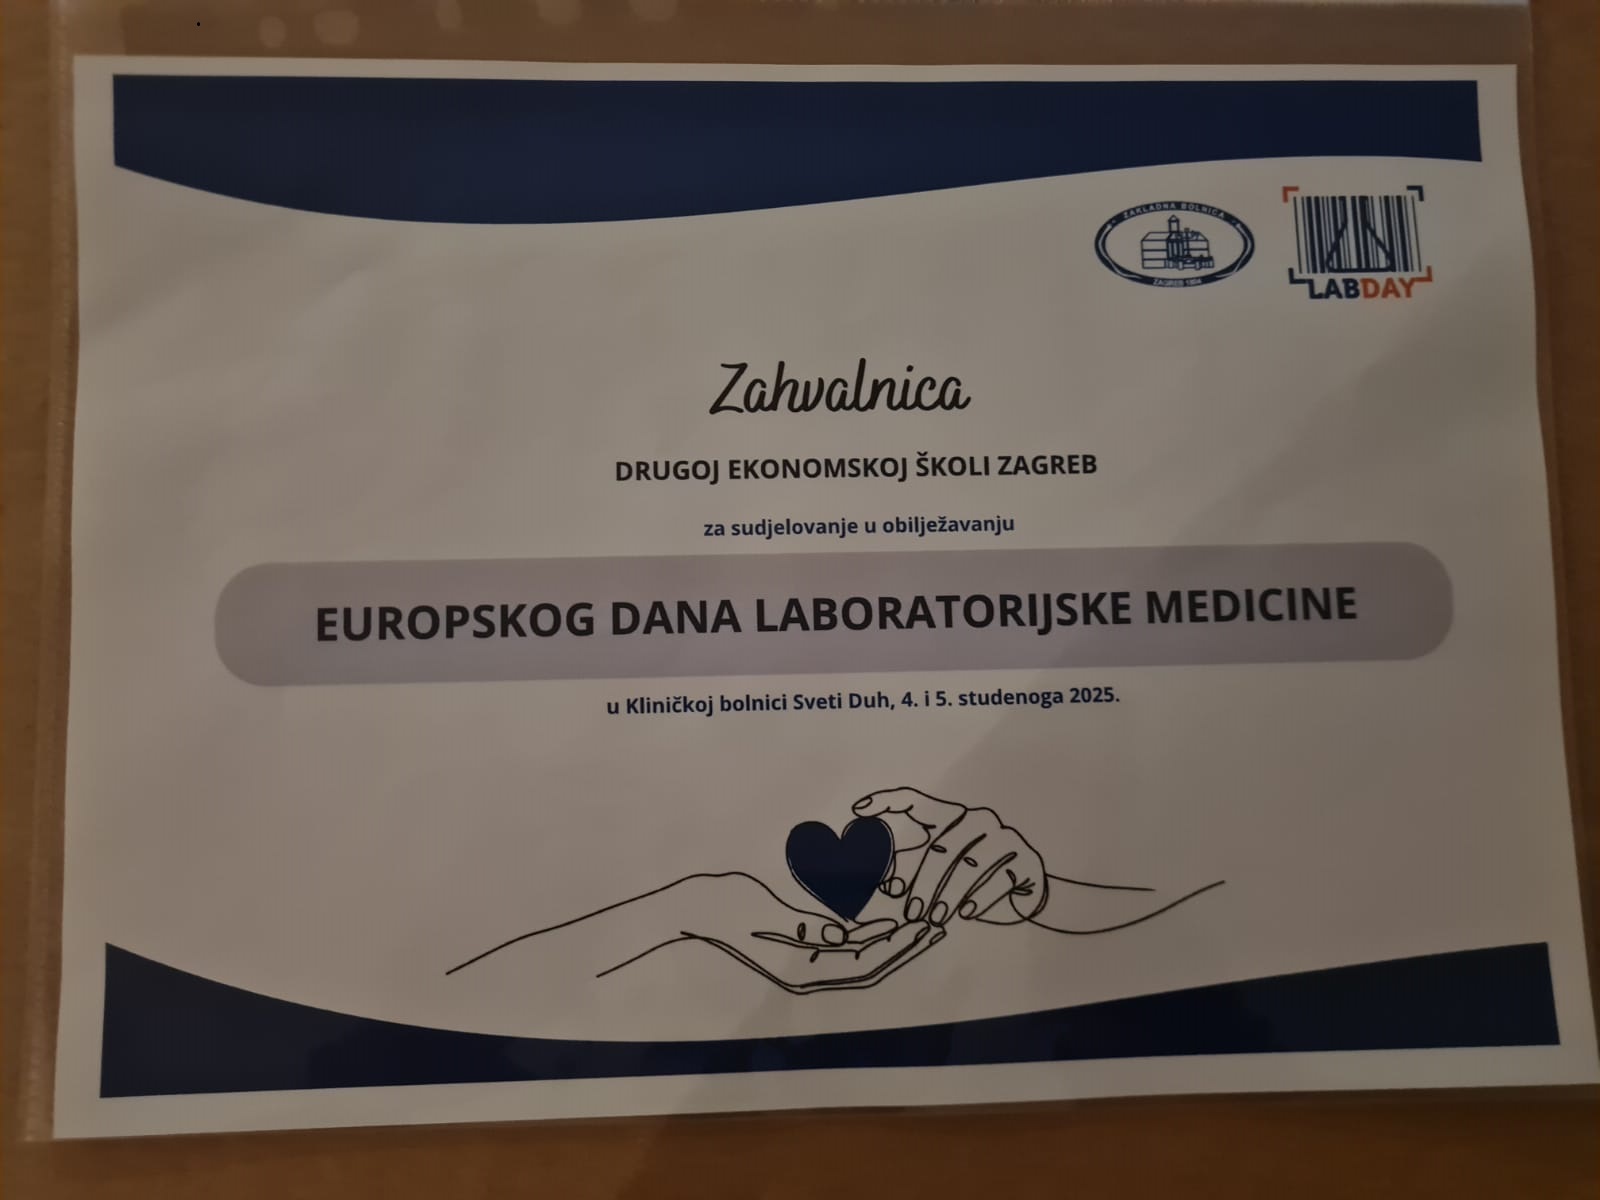 ZAKLADNA BOLNICA
ZAGREB 1804
LABDAY
Zahvalnica
DRUGOJ EKONOMSKOJ ŠKOLI ZAGREB
za sudjelovanje u obilježavanju
EUROPSKOG DANA LABORATORIJSKE MEDICINE
u Kliničkoj bolnici Sveti Duh, 4. i 5. studenoga 2025.